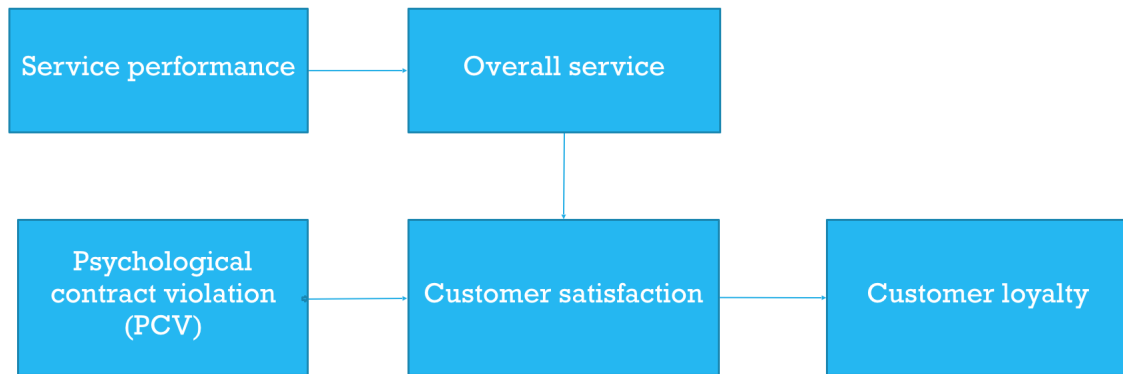 Service performance
Overall service
Psychological
contract violation
(PCV)
Customer satisfaction
Customer loyalty